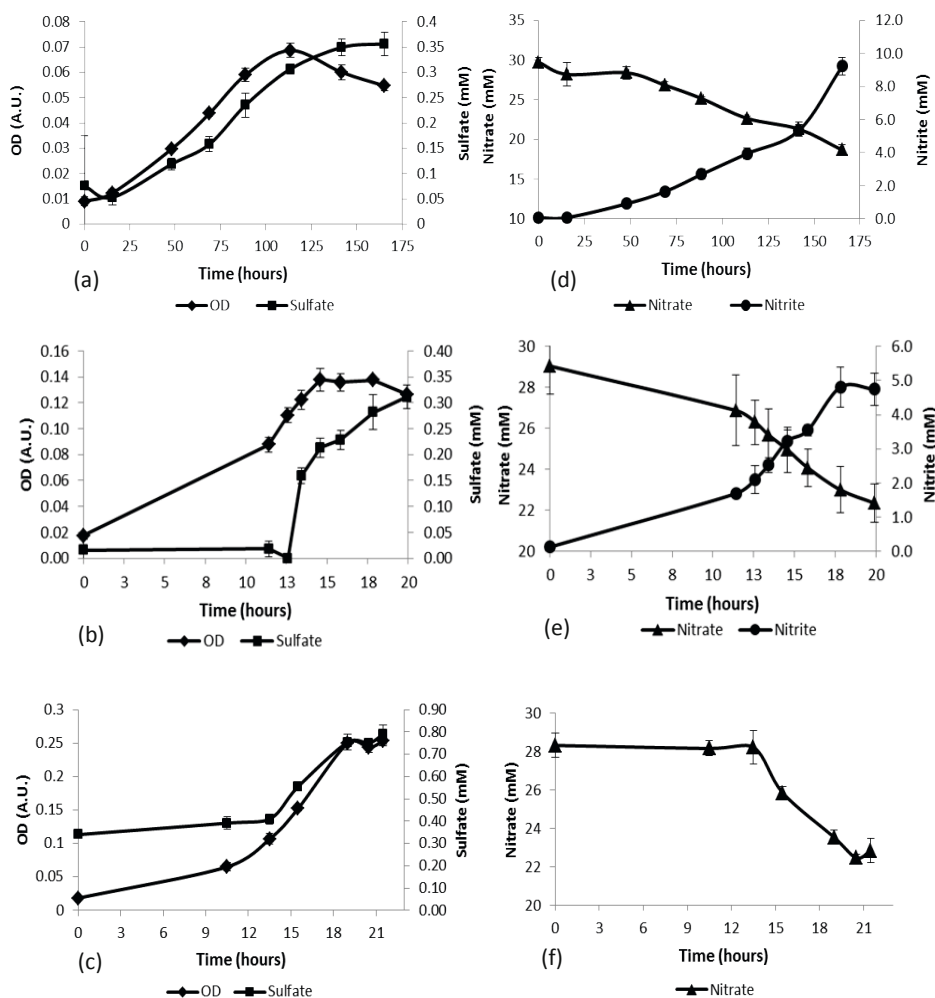 0.08
0.07
0.06
0.05
0.04
0.03
0.02
0.01
0
OD (A.U.)
0.4
0.35
0.3
0.25
0.2
0.15
0.1
0.05
0
Sulfate (mM)
0 25 50 75 100 125 150 175
Time (hours)
(a)
OD Sulfate
35
30
25
20
15
10
Nitrate (mM)
10.0
8.0
6.0
4.0
2.0
0.0
Nitrite (mM)
0 25 50 75 100 125 150 175
Time (hours)
(d)
Nitrate Nitrite
0.16
0.14
0.12
0.10
0.08
0.06
0.04
0.02
0.00
OD (A.U.)
0.40
0.35
0.30
0.25
0.20
0.15
0.10
0.05
0.00
Sulfate (mM)
0 3 5 8 10 13 15 18 20
Time (hours)
(b)
OD Sulfate
30
28
26
24
22
20
Nitrate (mM)
6.0
5.0
4.0
3.0
2.0
1.0
0.0
Nitrite (mM)
0 3 5 8 10 13 15 18 20
Time (hours)
(e)
Nitrate Nitrite
0.3
0.25
0.2
0.15
0.1
0.05
0
OD (A.U.)
0.90
0.80
0.70
0.60
0.50
0.40
0.30
0.20
0.10
0.00
Sulfate (mM)
0 3 6 9 12 15 18 21
Time (hours)
(c)
OD Sulfate
30
28
26
24
22
20
Nitrate (mM)
0 3 6 9 12 15 18 21
Time (hours)
(f)
Nitrate